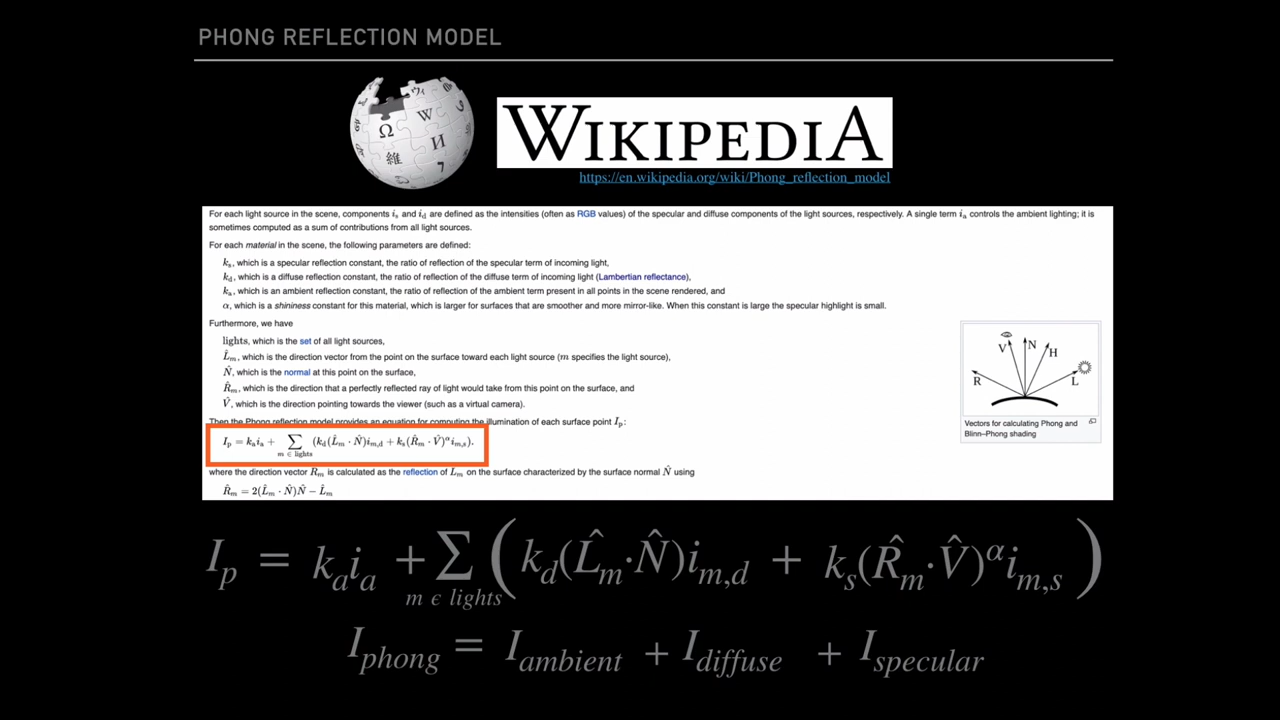 PHONG REFLECTION MODEL
WIKIPEDIA
https://en.wikipedia.org/wiki/Phong_reflection_model
For each light source in the scene, components i_s and i_d are defined as the intensities (often as RGB values) of the specular and diffuse components of the light sources, respectively. A single term i_a controls the ambient lighting; it is
sometimes computed as a sum of contributions from all light sources.
For each material in the scene, the following parameters are defined:
k_s, which is a specular reflection constant, the ratio of reflection of the specular term of incoming light,
k_d, which is a diffuse reflection constant, the ratio of reflection of the diffuse term of incoming light (Lambertian reflectance),
k_a, which is an ambient reflection constant, the ratio of reflection of the ambient term present in all points in the scene rendered, and
α, which is a shininess constant for this material, which is larger for surfaces that are smoother and more mirror-like. When this constant is large the specular highlight is small.
Furthermore, we have
lights, which is the set of all light sources,
L̂_m, which is the direction vector from the point on the surface toward each light source (m specifies the light source),
N̂, which is the normal at this point on the surface,
R̂_m, which is the direction that a perfectly reflected ray of light would take from this point on the surface, and
V̂, which is the direction pointing towards the viewer (such as a virtual camera).
Then the Phong reflection model provides an equation for computing the illumination of each surface point I_p:
I_p = k_a i_a + ∑_{m ∈ lights} (k_d(L̂_m · N̂)i_{m,d} + k_s(R̂_m · V̂)^α i_{m,s}).
where the direction vector R̂_m is calculated as the reflection of L̂_m on the surface characterized by the surface normal N̂ using
R̂_m = 2(L̂_m · N̂)N̂ − L̂_m
V N H
R L
Vectors for calculating Phong and
Blinn–Phong shading
I_p = k_a i_a + Σ_{m ϵ lights} (k_d(L̂_m·N̂)i_{m,d} + k_s(R̂_m·V̂)^α i_{m,s})
I_phong = I_ambient + I_diffuse + I_specular